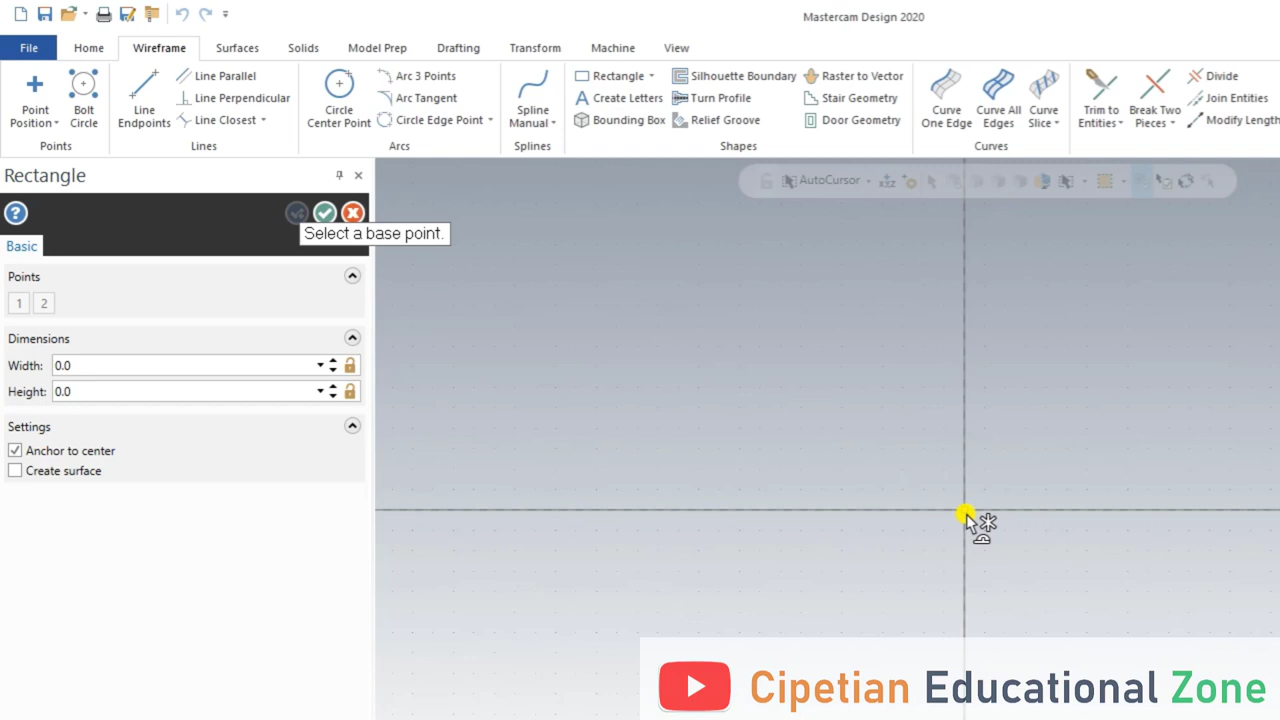 Mastercam Design 2020
File Home Wireframe Surfaces Solids Model Prep Drafting Transform Machine View
Point Position
Bolt Circle
Points
Line Endpoints
Line Parallel
Line Perpendicular
Line Closest
Lines
Circle Center Point
Arc 3 Points
Arc Tangent
Circle Edge Point
Arcs
Spline Manual
Splines
Rectangle
Create Letters
Bounding Box
Silhouette Boundary
Turn Profile
Relief Groove
Raster to Vector
Stair Geometry
Door Geometry
Shapes
Curve One Edge
Curve All Edges
Curve Slice
Curves
Trim to Entities
Break Two Pieces
Divide
Join Entities
Modify Length
Rectangle
Select a base point.
Basic
Points
1 2
Dimensions
Width: 0.0
Height: 0.0
Settings
Anchor to center
Create surface
AutoCursor
Cipetian Educational Zone